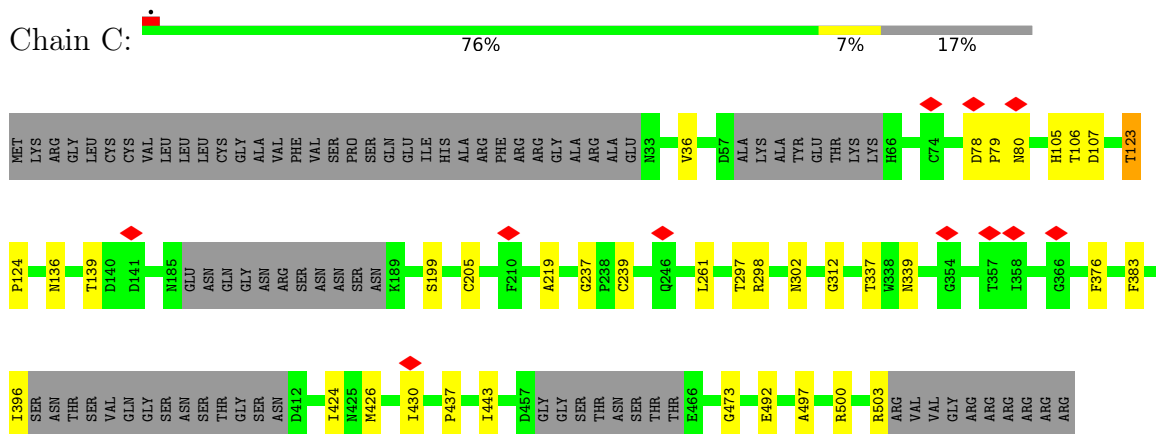 Chain C:
76% 7% 17%
MET LYS ARG GLY LEU CYS CYS VAL LEU LEU LEU CYS GLY ALA VAL PHE VAL SER PRO SER GLN GLU ILE HIS ALA ARG PHE ARG ARG GLY ALA ARG ALA GLU N33 V36 D57 ALA LYS ALA TYR GLU THR LYS LYS H66 C74 D78 P79 N80 H105 T106 D107 T123
P124 N136 T139 D140 D141 N185 GLU ASN GLN GLY ASN ARG SER ASN ASN SER ASN K189 S199 C205 F210 A219 G237 P238 C239 Q246 L261 T297 R298 N302 G312 T337 W338 N339 G354 T357 I358 G366 F376 F383
I396 SER ASN THR SER VAL GLN GLY SER ASN SER THR GLY SER ASN D412 I424 N425 M426 I430 P437 I443 D457 GLY GLY SER THR ASN SER THR THR E466 G473 E492 A497 R500 R503 ARG VAL VAL GLY ARG ARG ARG ARG ARG ARG